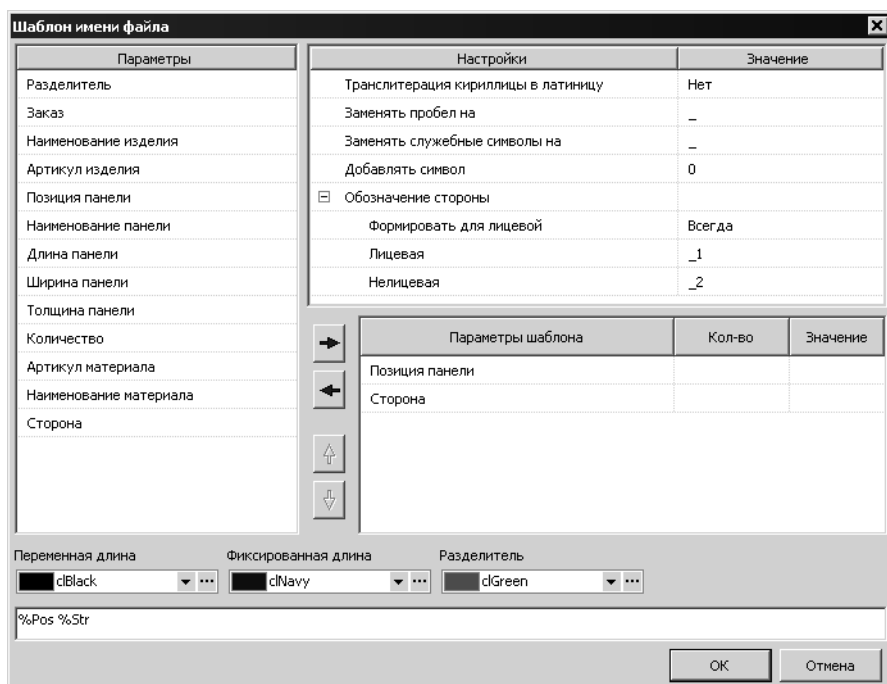 Шаблон имени файла
Параметры
Разделитель
Заказ
Наименование изделия
Артикул изделия
Позиция панели
Наименование панели
Длина панели
Ширина панели
Толщина панели
Количество
Артикул материала
Наименование материала
Сторона
Настройки Значение
Транслитерация кириллицы в латиницу Нет
Заменять пробел на _
Заменять служебные символы на _
Добавлять символ 0
Обозначение стороны
Формировать для лицевой Всегда
Лицевая _1
Нелицевая _2
Параметры шаблона Кол-во Значение
Позиция панели
Сторона
Переменная длина Фиксированная длина Разделитель
clBlack clNavy clGreen
%Pos %Str
OK Отмена